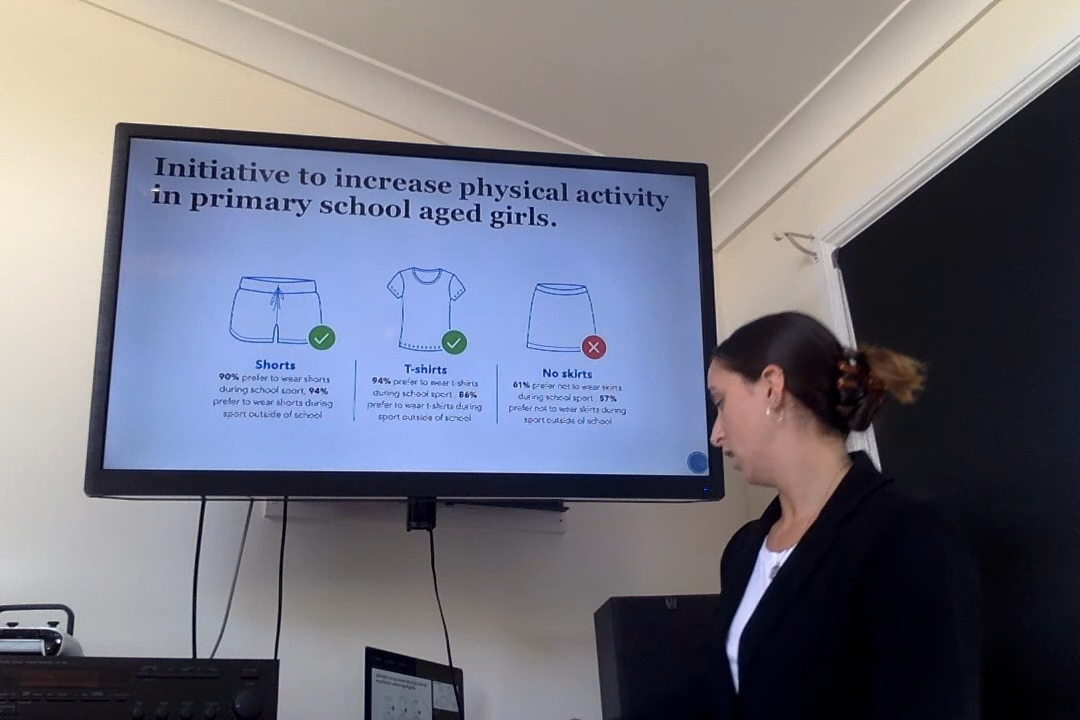 Initiative to increase physical activity
in primary school aged girls.
Shorts
90% prefer to wear shorts
during school sport, 94%
prefer to wear shorts during
sport outside of school
T-shirts
94% prefer to wear t-shirts
during school sport. 86%
prefer to wear t-shirts during
sport outside of school
No skirts
61% prefer not to wear skirts
during school sport. 57%
prefer not to wear skirts during
sport outside of school